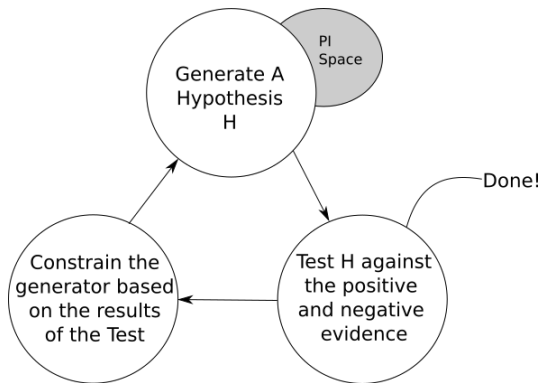 Generate A
Hypothesis
H
PI
Space
Done!
Test H against
the positive
and negative
evidence
Constrain the
generator based
on the results
of the Test